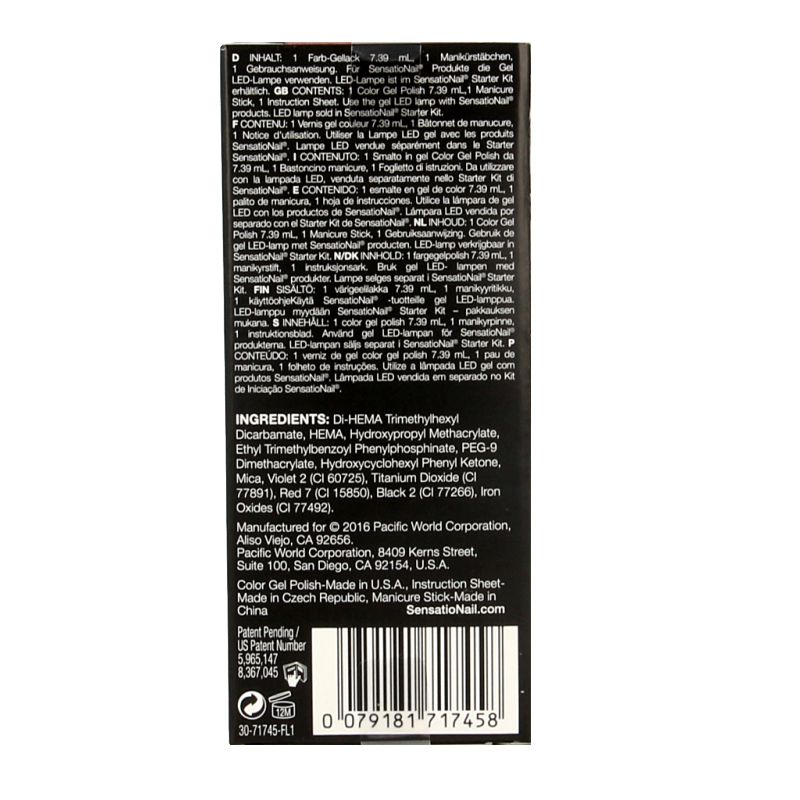 D INHALT: 1 Farb-Gellack 7.39 mL, 1 Manikürstäbchen,
1 Gebrauchsanweisung. Für SensatioNail® Produkte die Gel
LED-Lampe verwenden. LED-Lampe ist im SensatioNail® Starter Kit
erhältlich. GB CONTENTS: 1 Color Gel Polish 7.39 mL,1 Manicure
Stick, 1 Instruction Sheet. Use the gel LED lamp with SensatioNail®
products. LED lamp sold in SensatioNail® Starter Kit.
F CONTENU: 1 Vernis gel couleur 7.39 mL, 1 Bâtonnet de manucure,
1 Notice d'utilisation. Utiliser la Lampe LED gel avec les produits
SensatioNail®. Lampe LED vendue séparément dans le Starter
SensatioNail®. I CONTENUTO: 1 Smalto in gel Color Gel Polish da
7.39 mL, 1 Bastoncino manicure, 1 Foglietto di istruzioni. Da utilizzare
con la lampada LED, venduta separatamente nello Starter Kit di
SensatioNail®. E CONTENIDO: 1 esmalte en gel de color 7.39 mL, 1
palito de manicura, 1 hoja de instrucciones. Utilice la lámpara de gel
LED con los productos de SensatioNail®. Lámpara LED vendida por
separado con el Starter Kit de SensatioNail®. NL INHOUD: 1 Color Gel
Polish 7.39 mL, 1 Manicure Stick, 1 Gebruiksaanwijzing. Gebruik de
gel LED-lamp met SensatioNail® producten. LED-lamp verkrijgbaar in
SensatioNail® Starter Kit. N/DK INNHOLD: 1 fargegelpolish 7.39 mL, 1
manikyrstift, 1 instruksjonsark. Bruk gel LED- lampen med
SensatioNail® produkter. Lampe selges separat i SensatioNail® Starter
Kit. FIN SISÄLTÖ: 1 värigeelilakka 7.39 mL, 1 manikyyritikku,
1 käyttöohjeKäytä SensatioNail® -tuotteille gel LED-lamppua.
LED-lamppu myydään SensatioNail® Starter Kit – pakkauksen
mukana. S INNEHÅLL: 1 color gel polish 7.39 mL, 1 manikyrpinne,
1 instruktionsblad. Använd gel LED-lampan för SensatioNail®
produkterna. LED-lampan säljs separat i SensatioNail® Starter Kit. P
CONTEÚDO: 1 verniz de gel color gel polish 7.39 mL, 1 pau de
manicura, 1 folheto de instruções. Utilize a lâmpada LED gel com
produtos SensatioNail®. Lâmpada LED vendida em separado no Kit
de Iniciação SensatioNail®.
INGREDIENTS: Di-HEMA Trimethylhexyl
Dicarbamate, HEMA, Hydroxypropyl Methacrylate,
Ethyl Trimethylbenzoyl Phenylphosphinate, PEG-9
Dimethacrylate, Hydroxycyclohexyl Phenyl Ketone,
Mica, Violet 2 (CI 60725), Titanium Dioxide (CI
77891), Red 7 (CI 15850), Black 2 (CI 77266), Iron
Oxides (CI 77492).
Manufactured for © 2016 Pacific World Corporation,
Aliso Viejo, CA 92656.
Pacific World Corporation, 8409 Kerns Street,
Suite 100, San Diego, CA 92154, U.S.A.
Color Gel Polish-Made in U.S.A., Instruction Sheet-
Made in Czech Republic, Manicure Stick-Made in
China SensatioNail.com
Patent Pending /
US Patent Number
5,965,147
8,367,045
12M
30-71745-FL1
0 079181 717458